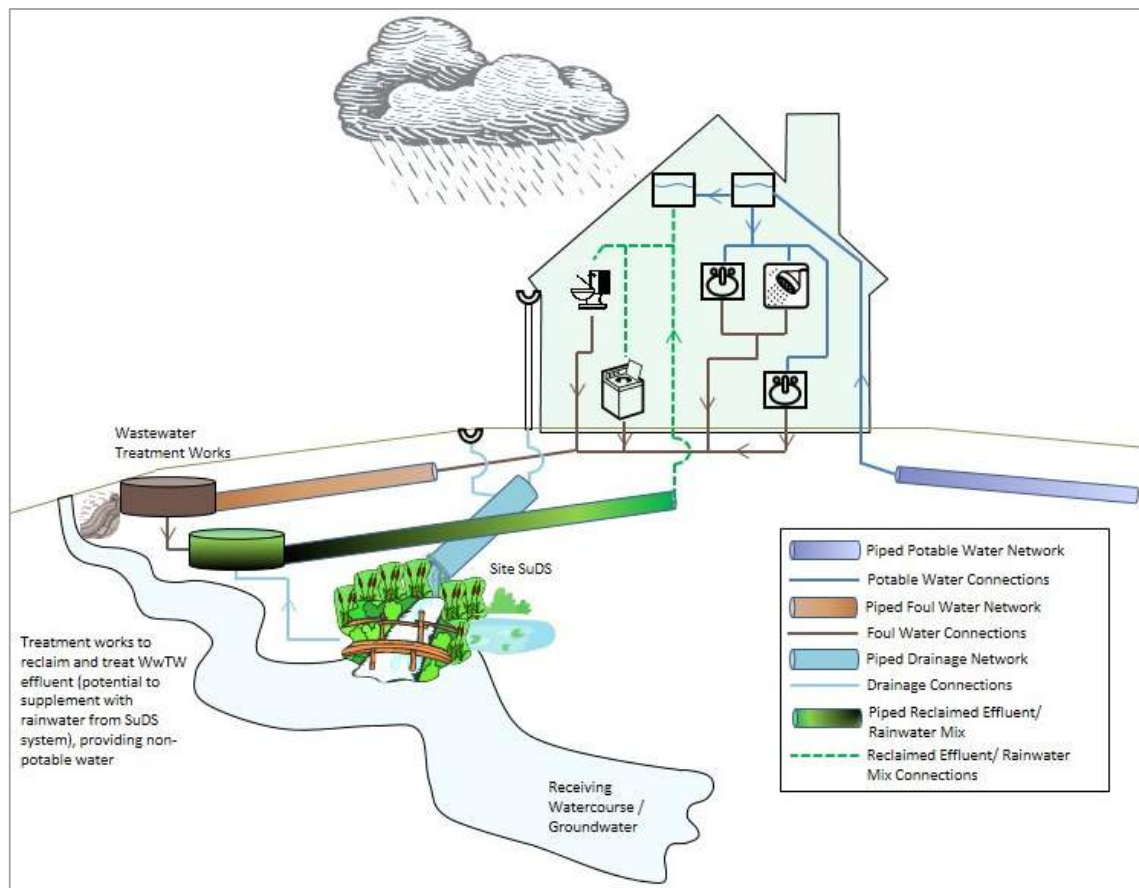 Wastewater
Treatment Works
Site SuDS
Treatment works to
reclaim and treat WwTW
effluent (potential to
supplement with
rainwater from SuDS
system), providing non-
potable water
Receiving
Watercourse /
Groundwater
Piped Potable Water Network
Potable Water Connections
Piped Foul Water Network
Foul Water Connections
Piped Drainage Network
Drainage Connections
Piped Reclaimed Effluent/
Rainwater Mix
Reclaimed Effluent/ Rainwater
Mix Connections